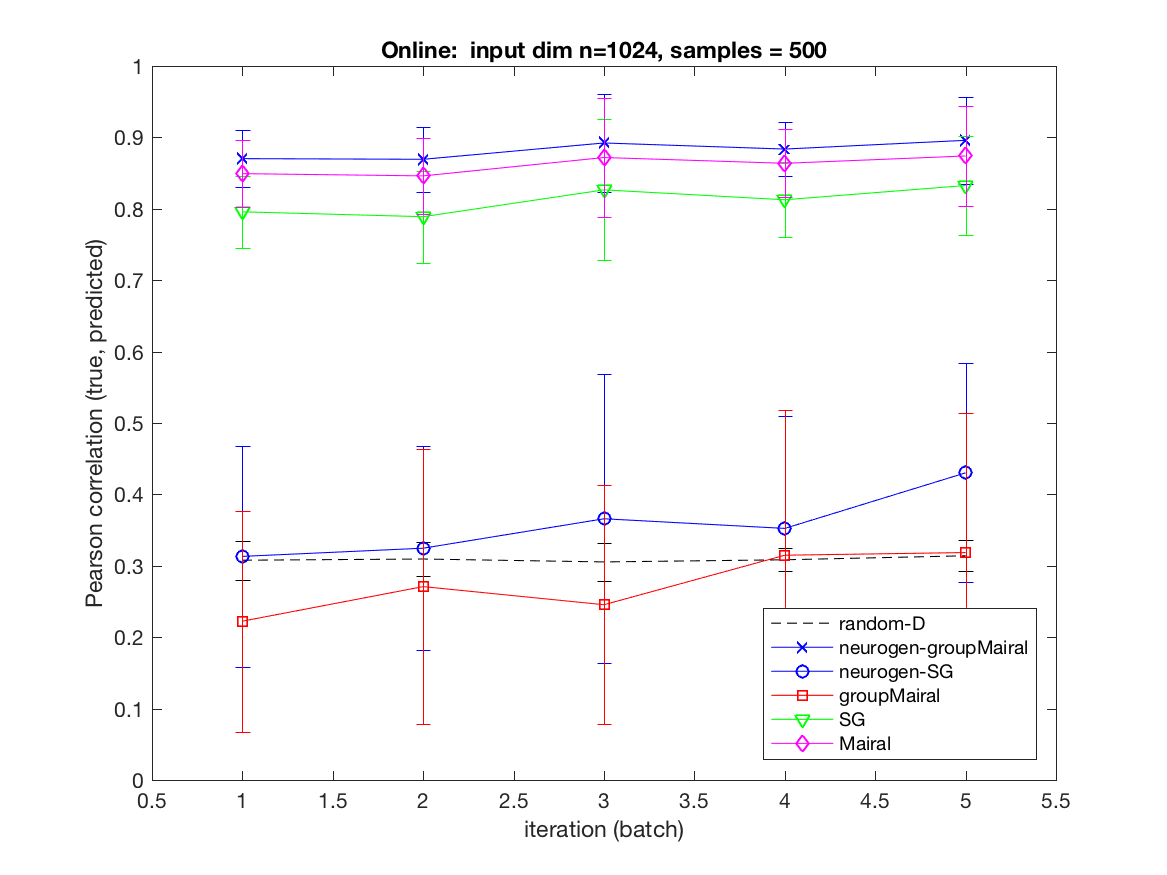 Online:  input dim n=1024, samples = 500
Pearson correlation (true, predicted)
1
0.9
0.8
0.7
0.6
0.5
0.4
0.3
0.2
0.1
0
random-D
neurogen-groupMairal
neurogen-SG
groupMairal
SG
Mairal
0.5 1 1.5 2 2.5 3 3.5 4 4.5 5 5.5
iteration (batch)